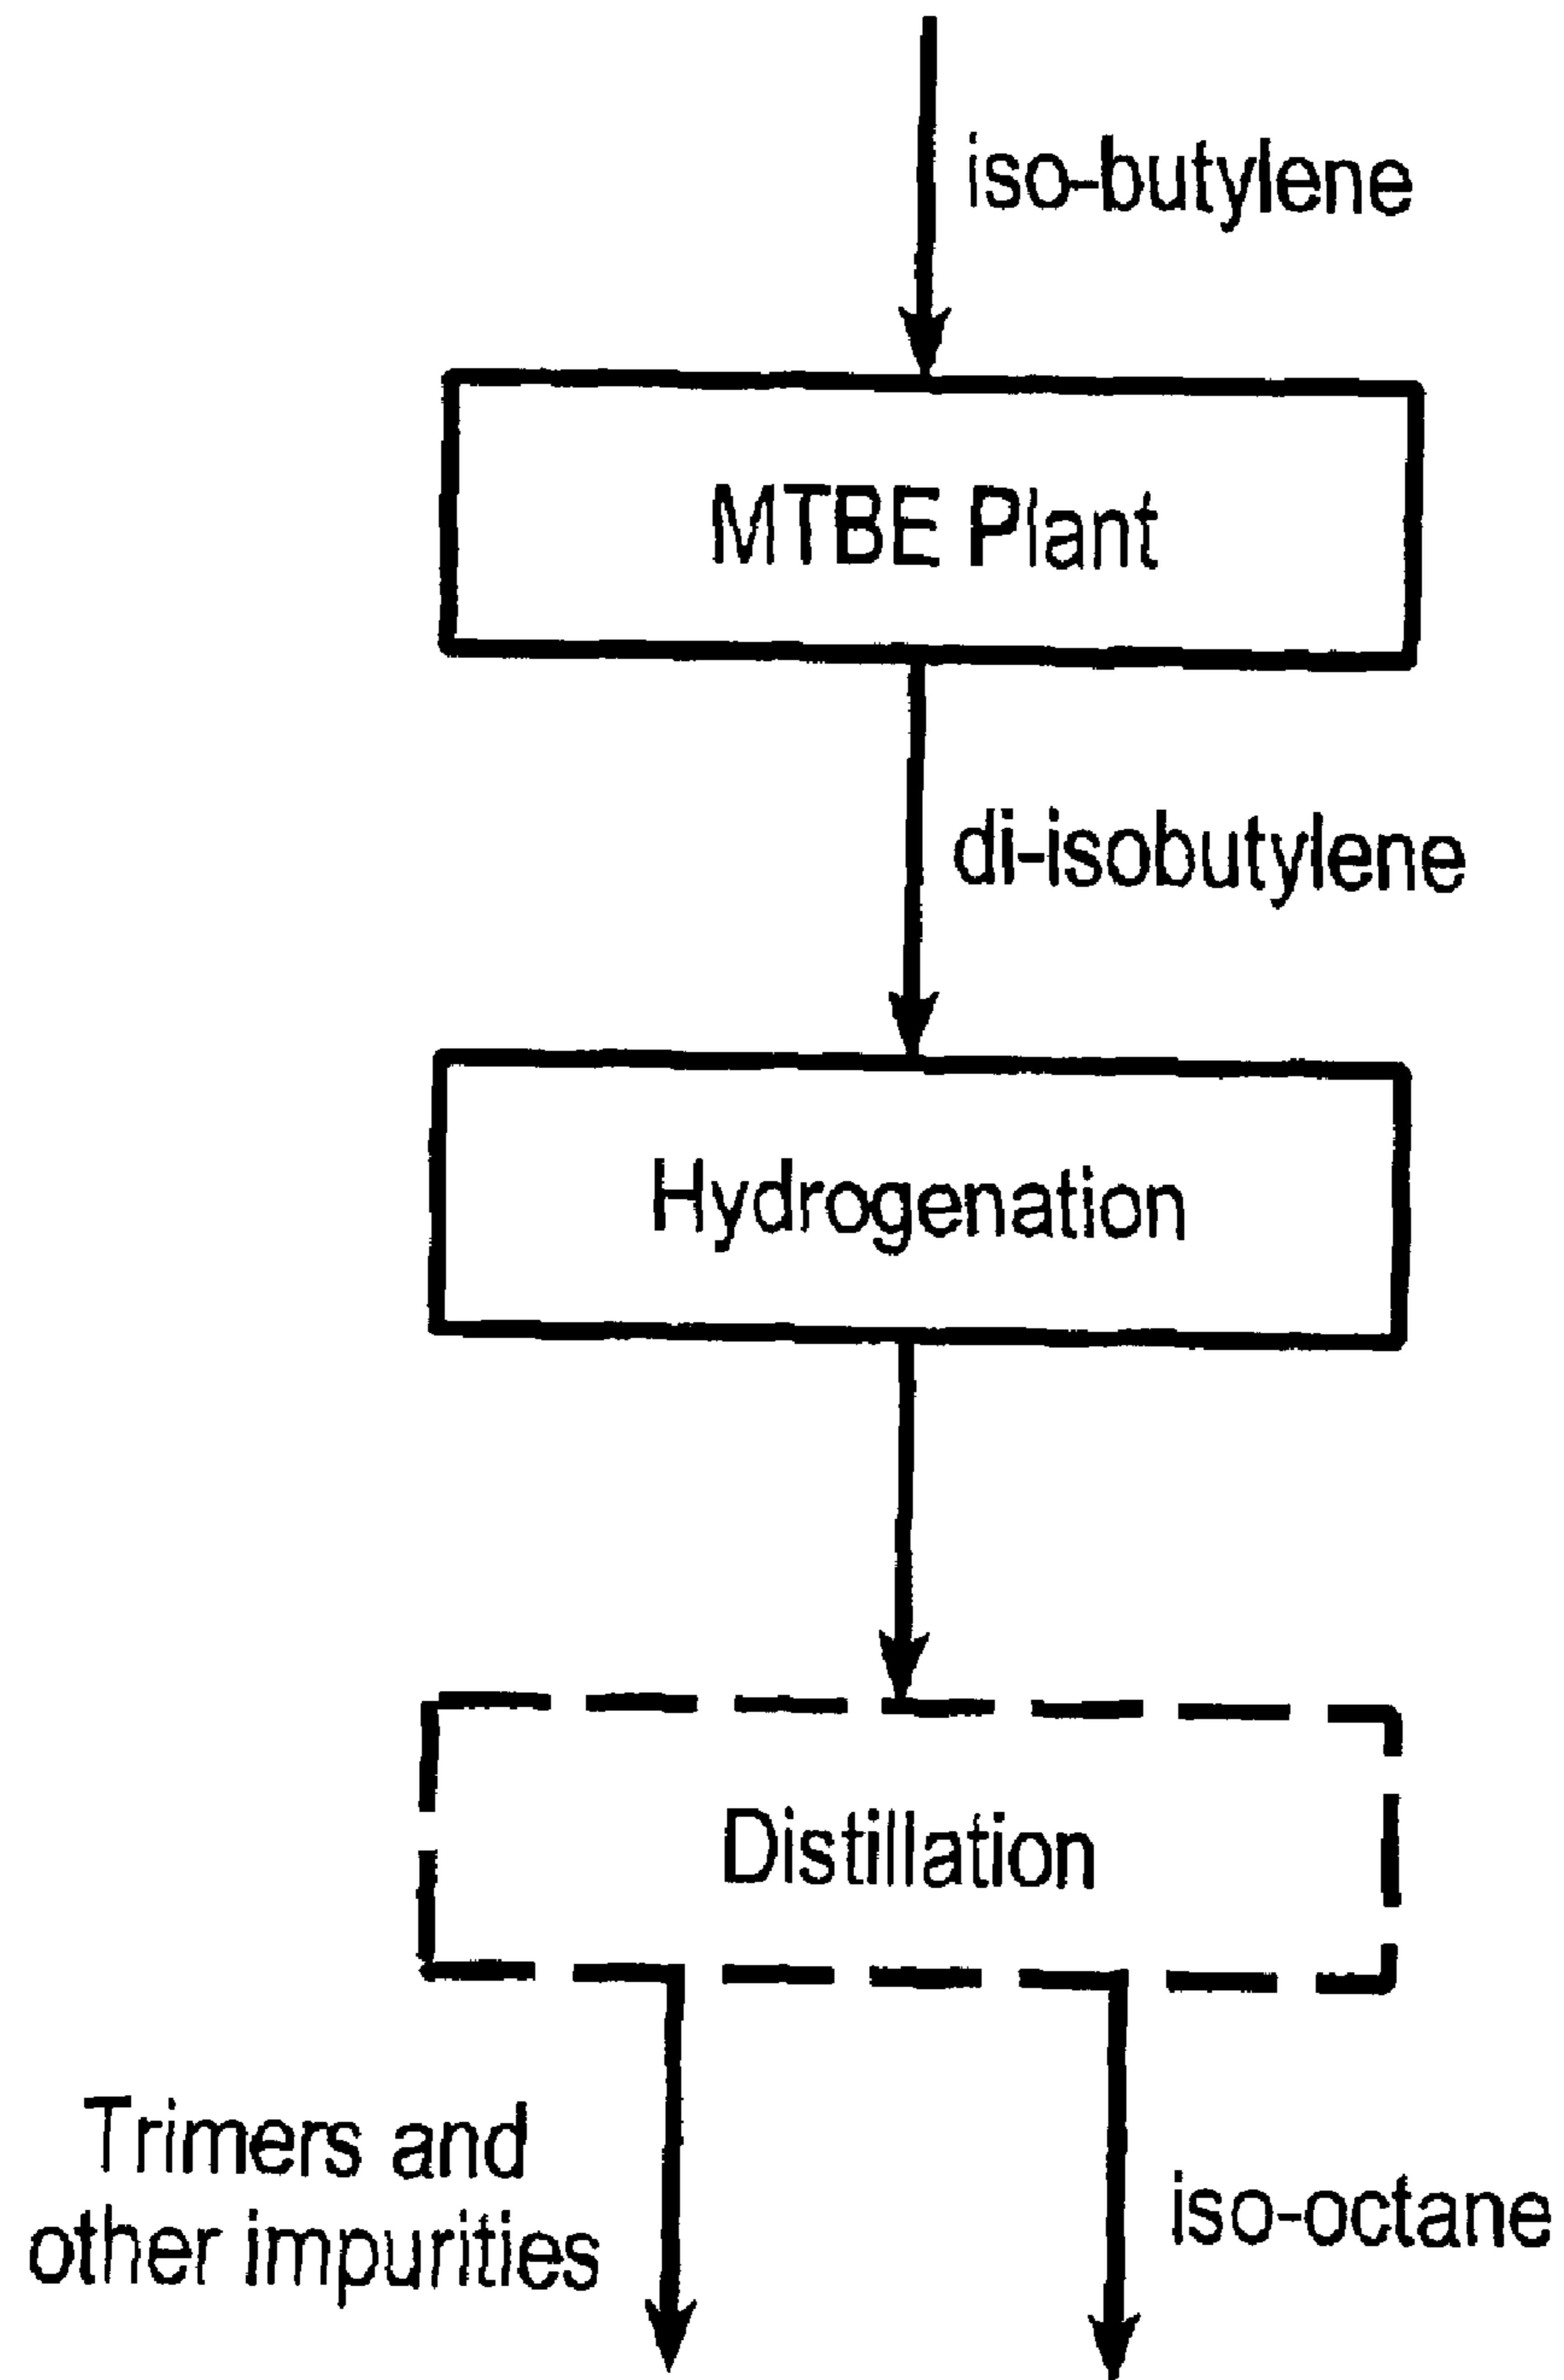 iso-butylene
MTBE Plant
di-isobutylene
Hydrogenation
Distillation
Trimers and
other impurities
iso-octane